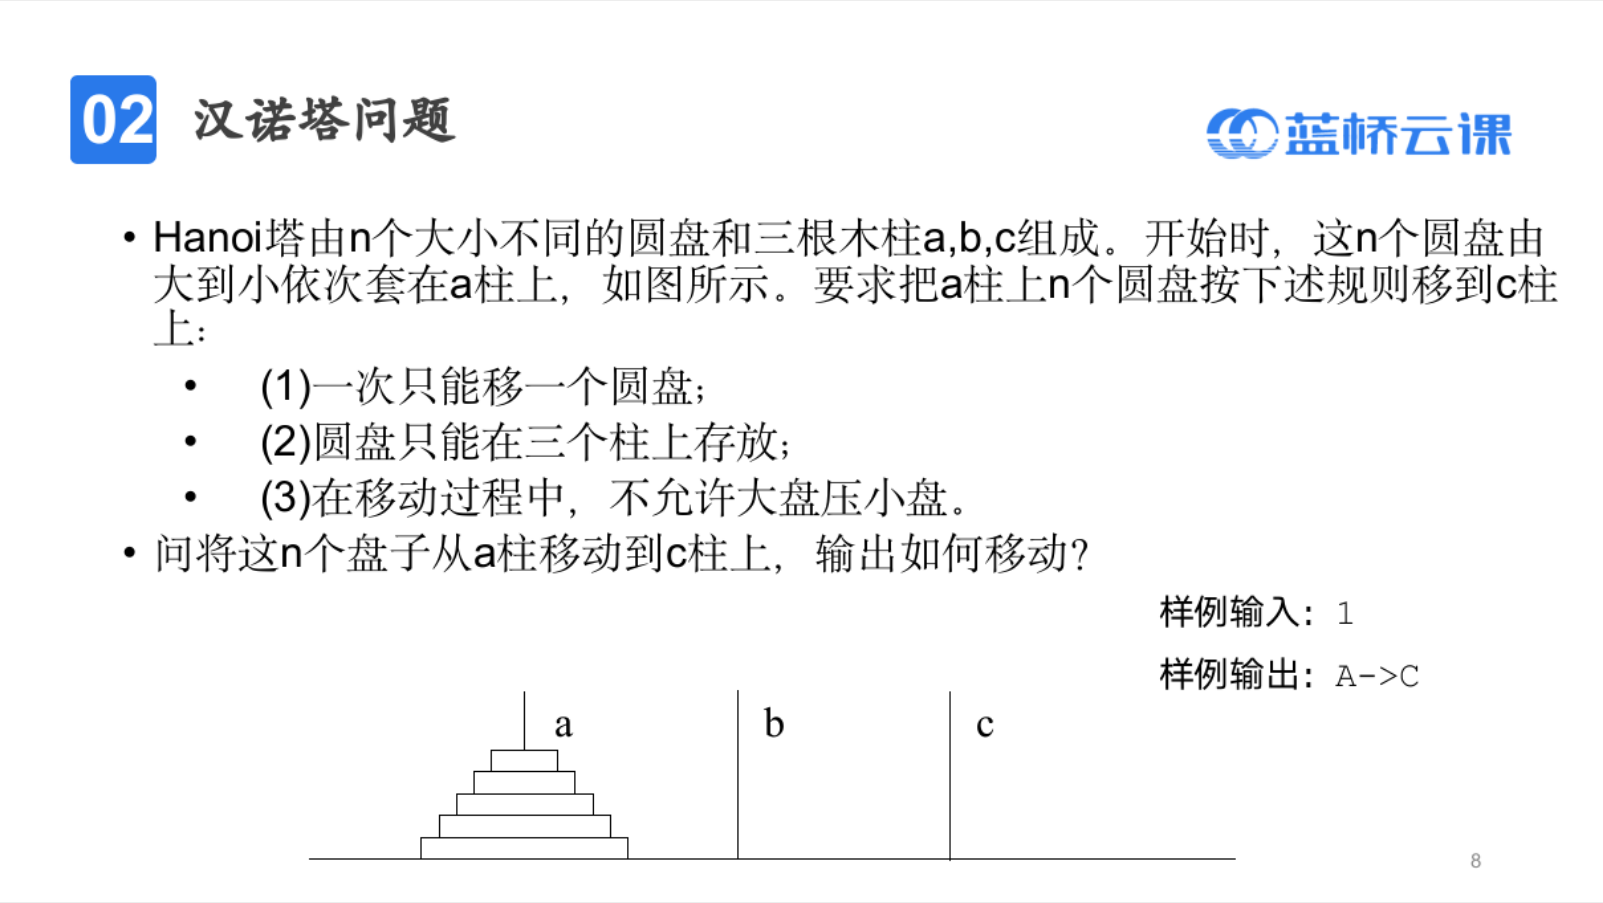 02 汉诺塔问题
蓝桥云课
• Hanoi塔由n个大小不同的圆盘和三根木柱a,b,c组成。开始时，这n个圆盘由
大到小依次套在a柱上，如图所示。要求把a柱上n个圆盘按下述规则移到c柱
上：
• (1)一次只能移一个圆盘；
• (2)圆盘只能在三个柱上存放；
• (3)在移动过程中，不允许大盘压小盘。
• 问将这n个盘子从a柱移动到c柱上，输出如何移动？
样例输入：1
样例输出：A->C
a b c
8